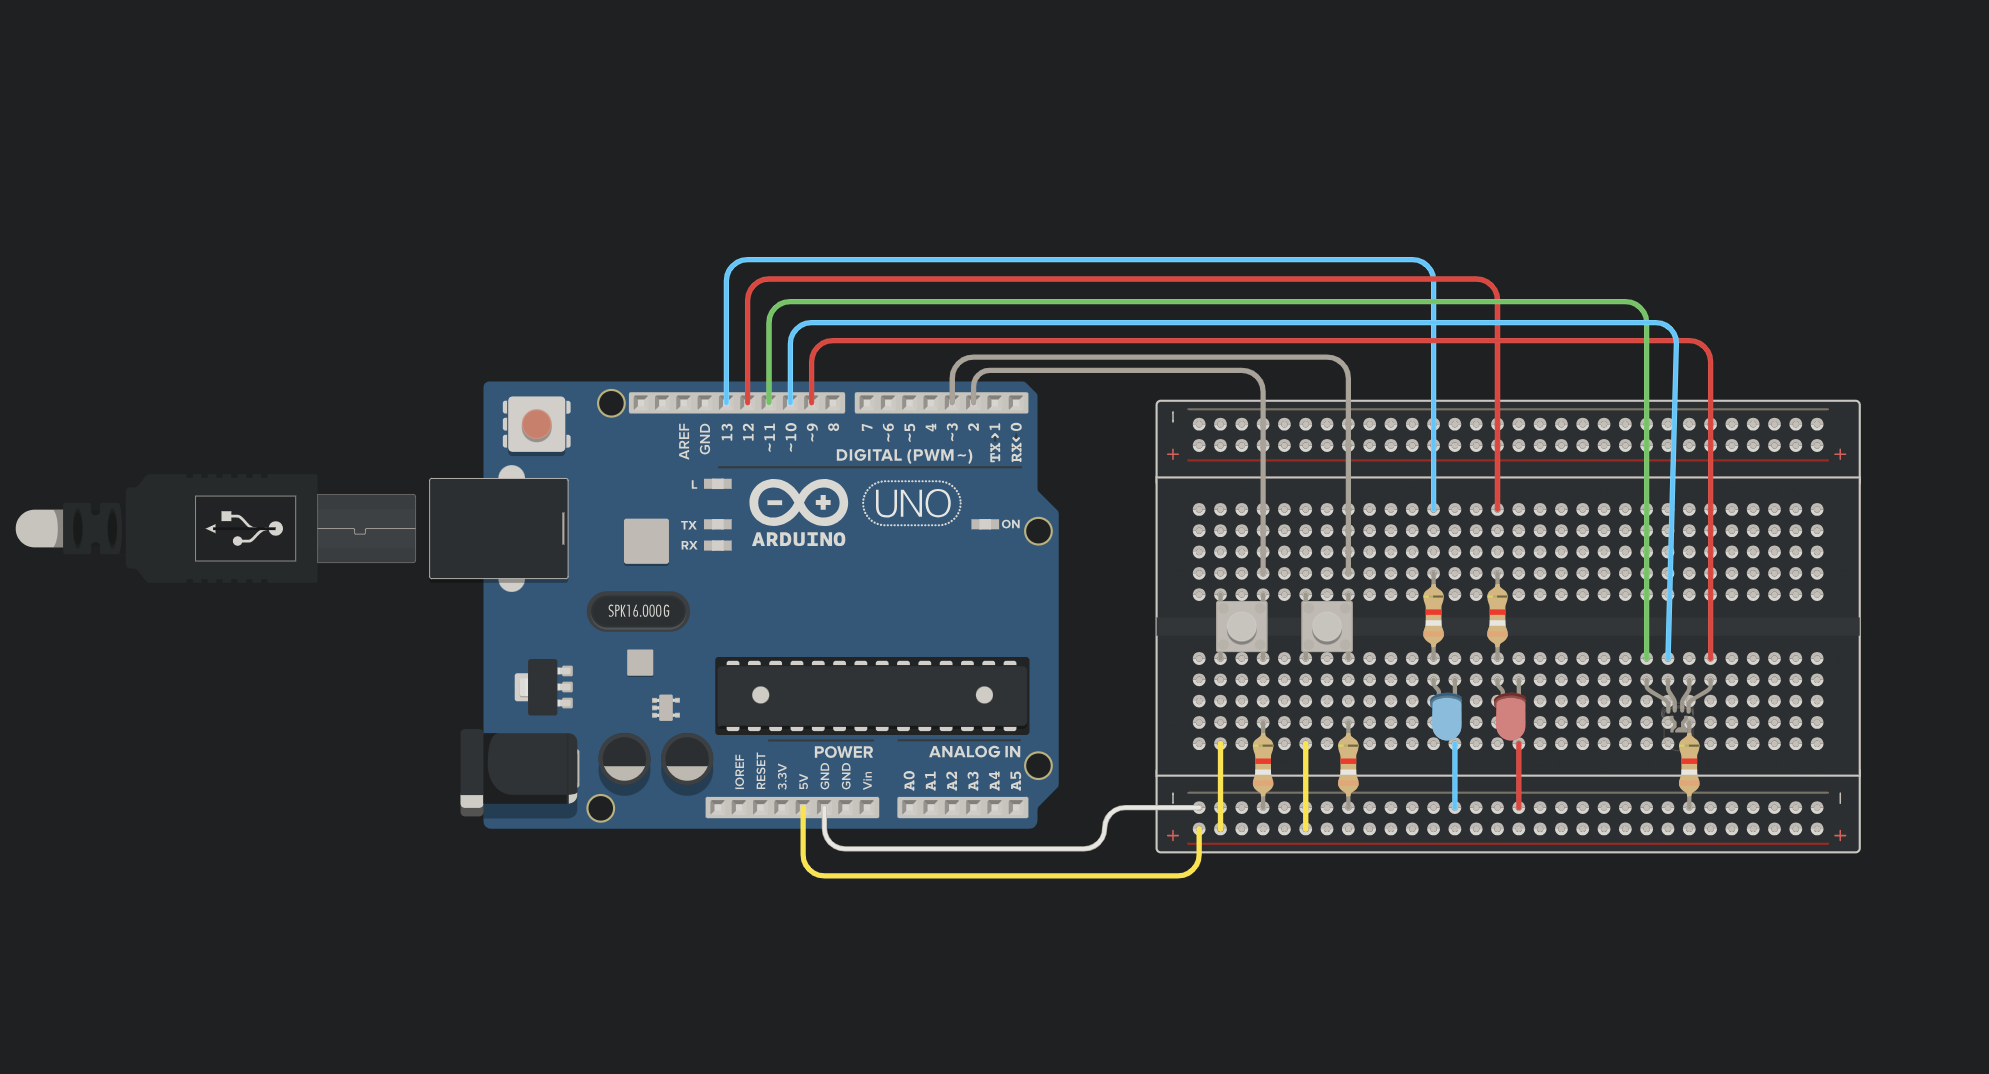 AREF
GND
13
12
~11
~10
~9
8
7
~6
~5
4
~3
2
TX>1
RX<0
DIGITAL (PWM~)
L
TX
RX
ARDUINO
UNO
ON
SPK16.000G
POWER
ANALOG IN
IOREF
RESET
3.3V
5V
GND
GND
Vin
A0
A1
A2
A3
A4
A5